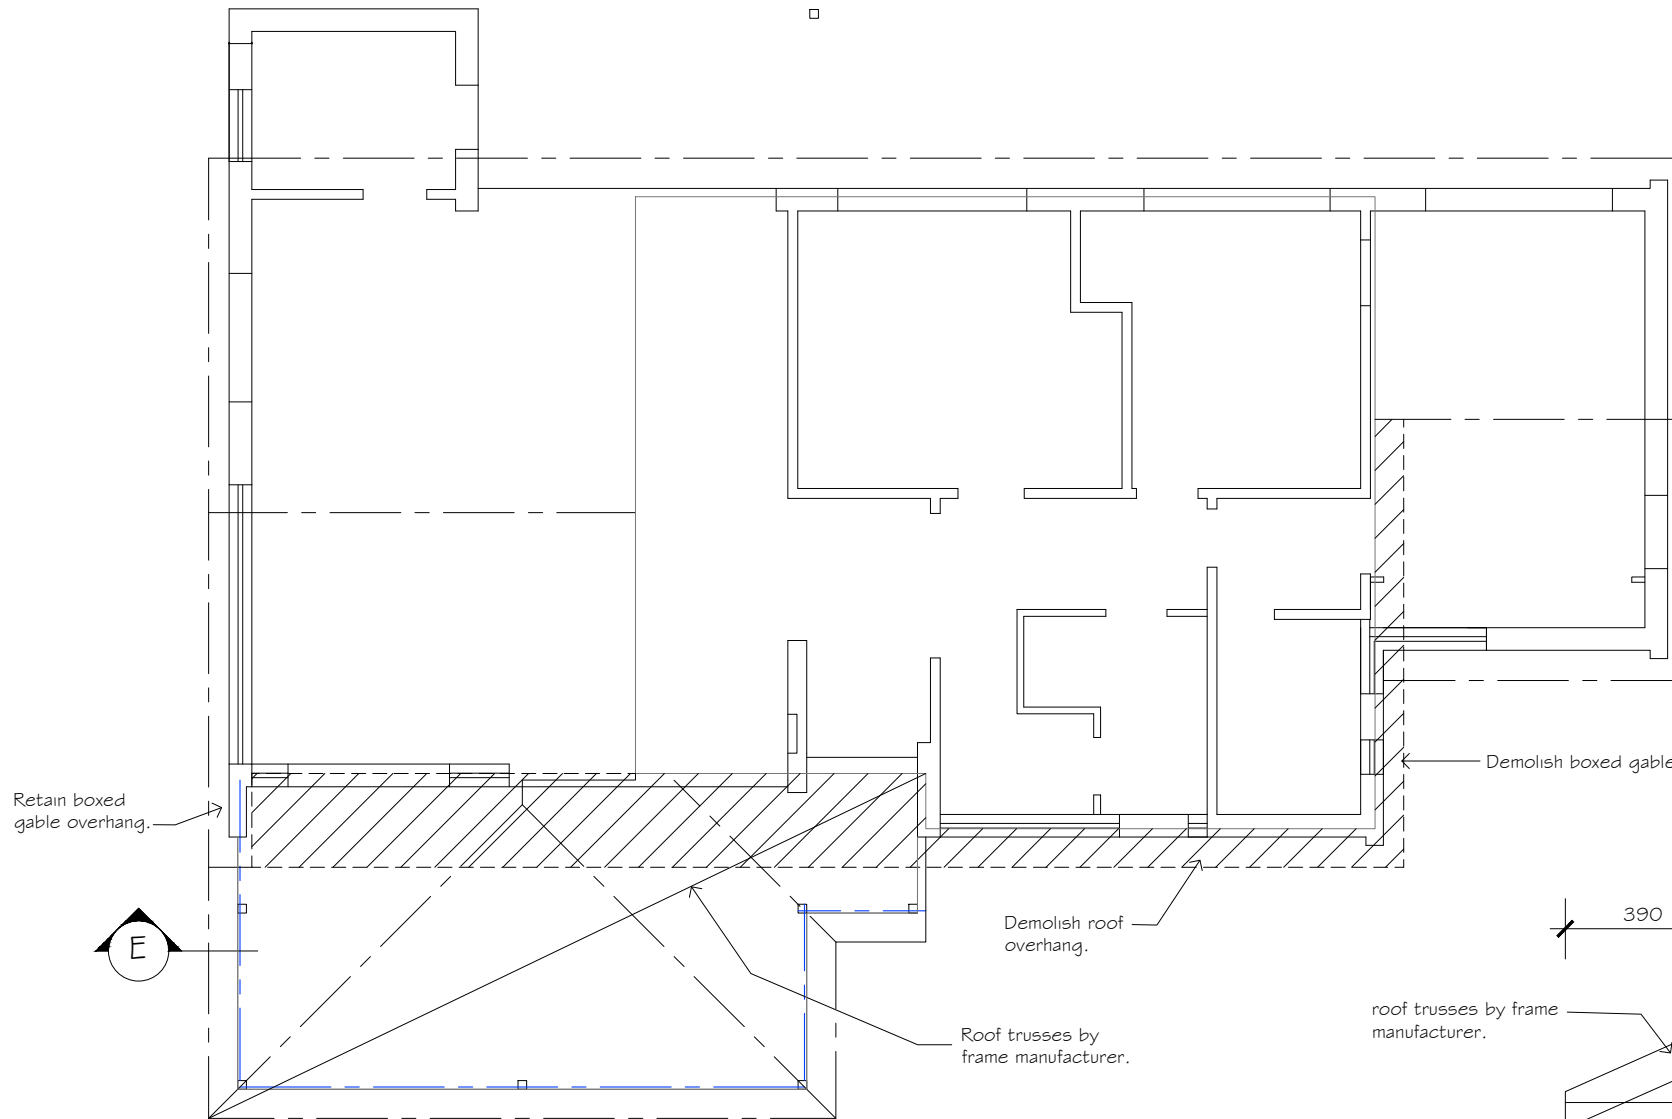 Retain boxed
gable overhang.
E
Demolish roof
overhang.
Roof trusses by
frame manufacturer.
Demolish boxed gable
390
roof trusses by frame
manufacturer.